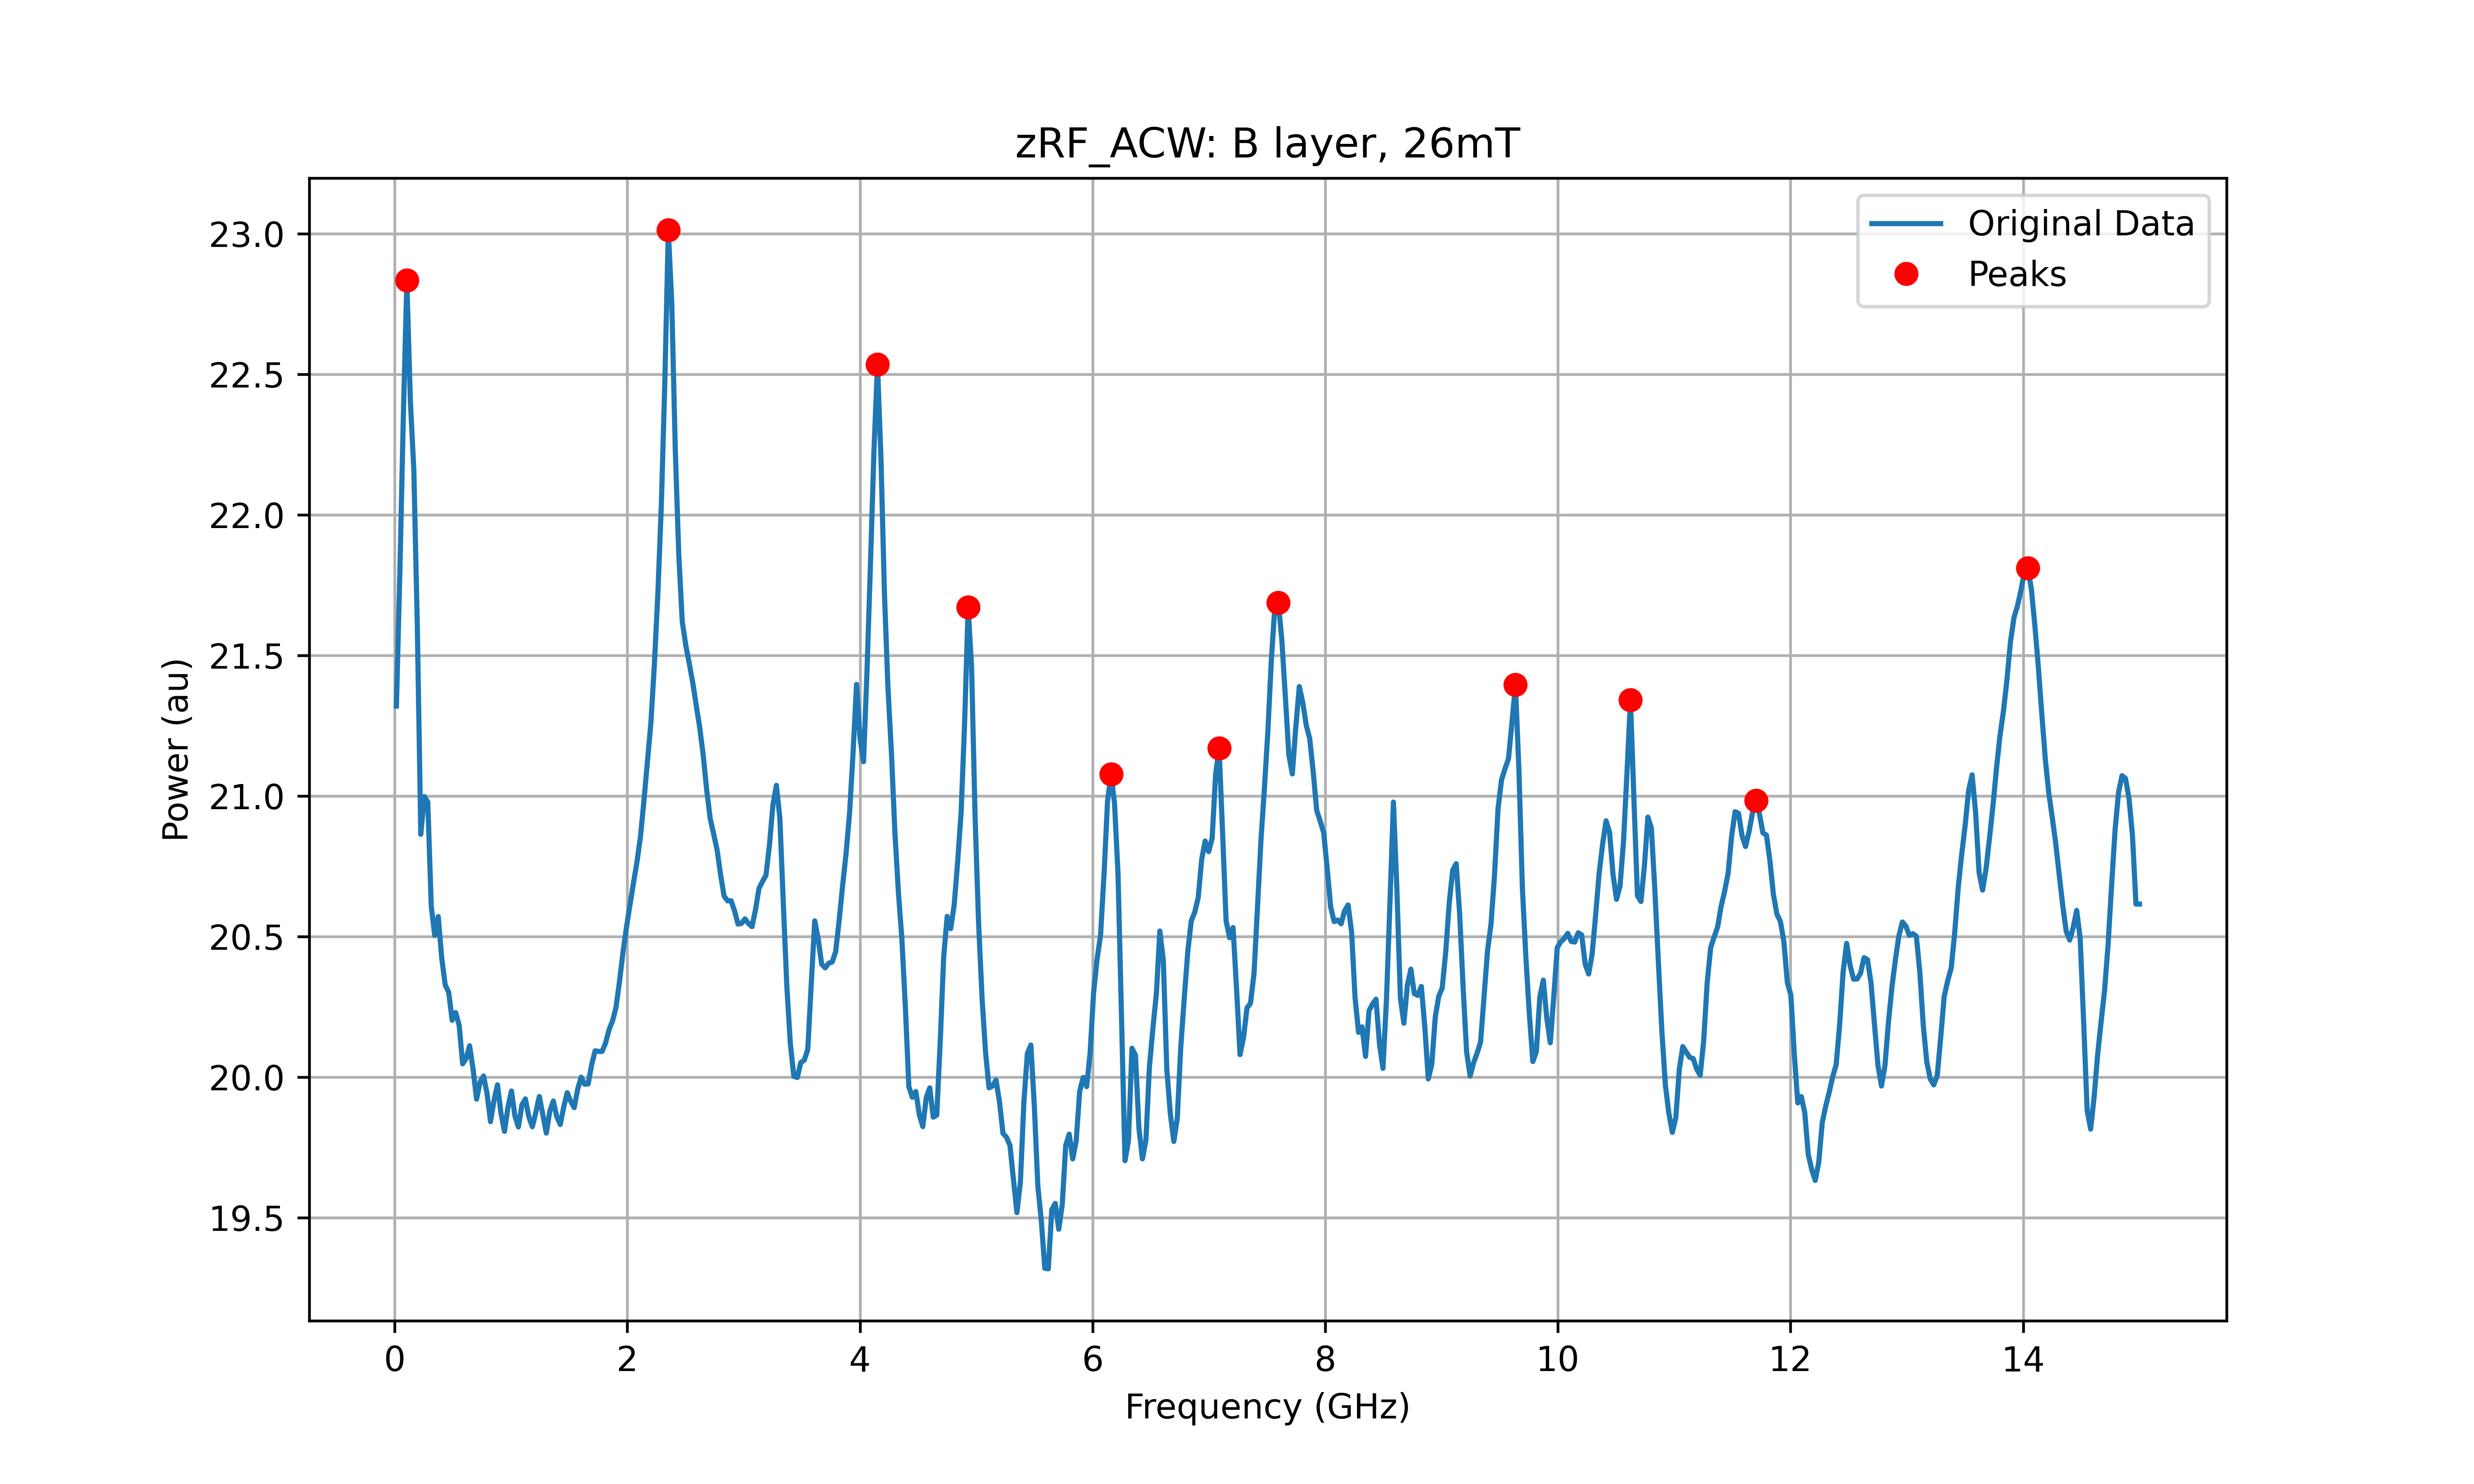 zRF_ACW: B layer, 26mT
Original Data
Peaks
Power (au)
23.0
22.5
22.0
21.5
21.0
20.5
20.0
19.5
0 2 4 6 8 10 12 14
Frequency (GHz)